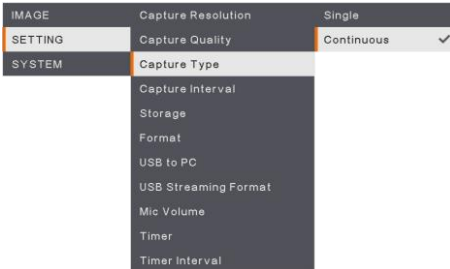 IMAGE
SETTING
SYSTEM
Capture Resolution
Capture Quality
Capture Type
Capture Interval
Storage
Format
USB to PC
USB Streaming Format
Mic Volume
Timer
Timer Interval
Single
Continuous